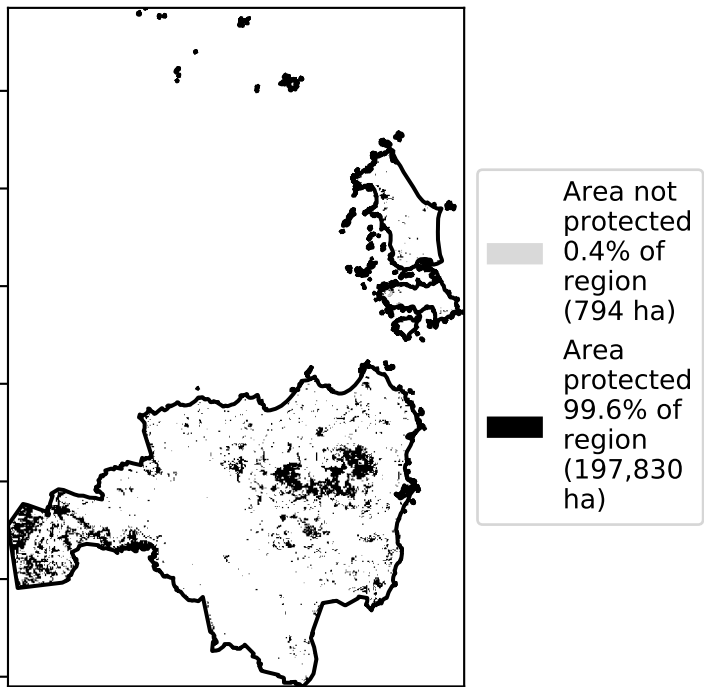 Area not
protected
0.4% of
region
(794 ha)
Area
protected
99.6% of
region
(197,830
ha)